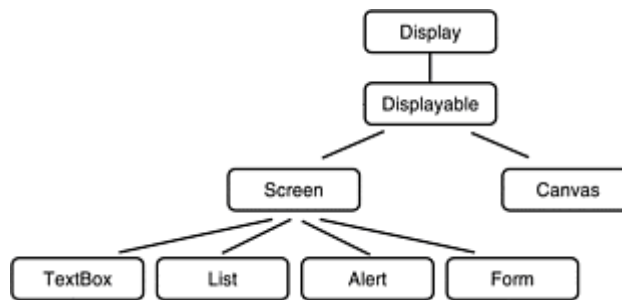 Display
Displayable
Screen
Canvas
TextBox
List
Alert
Form